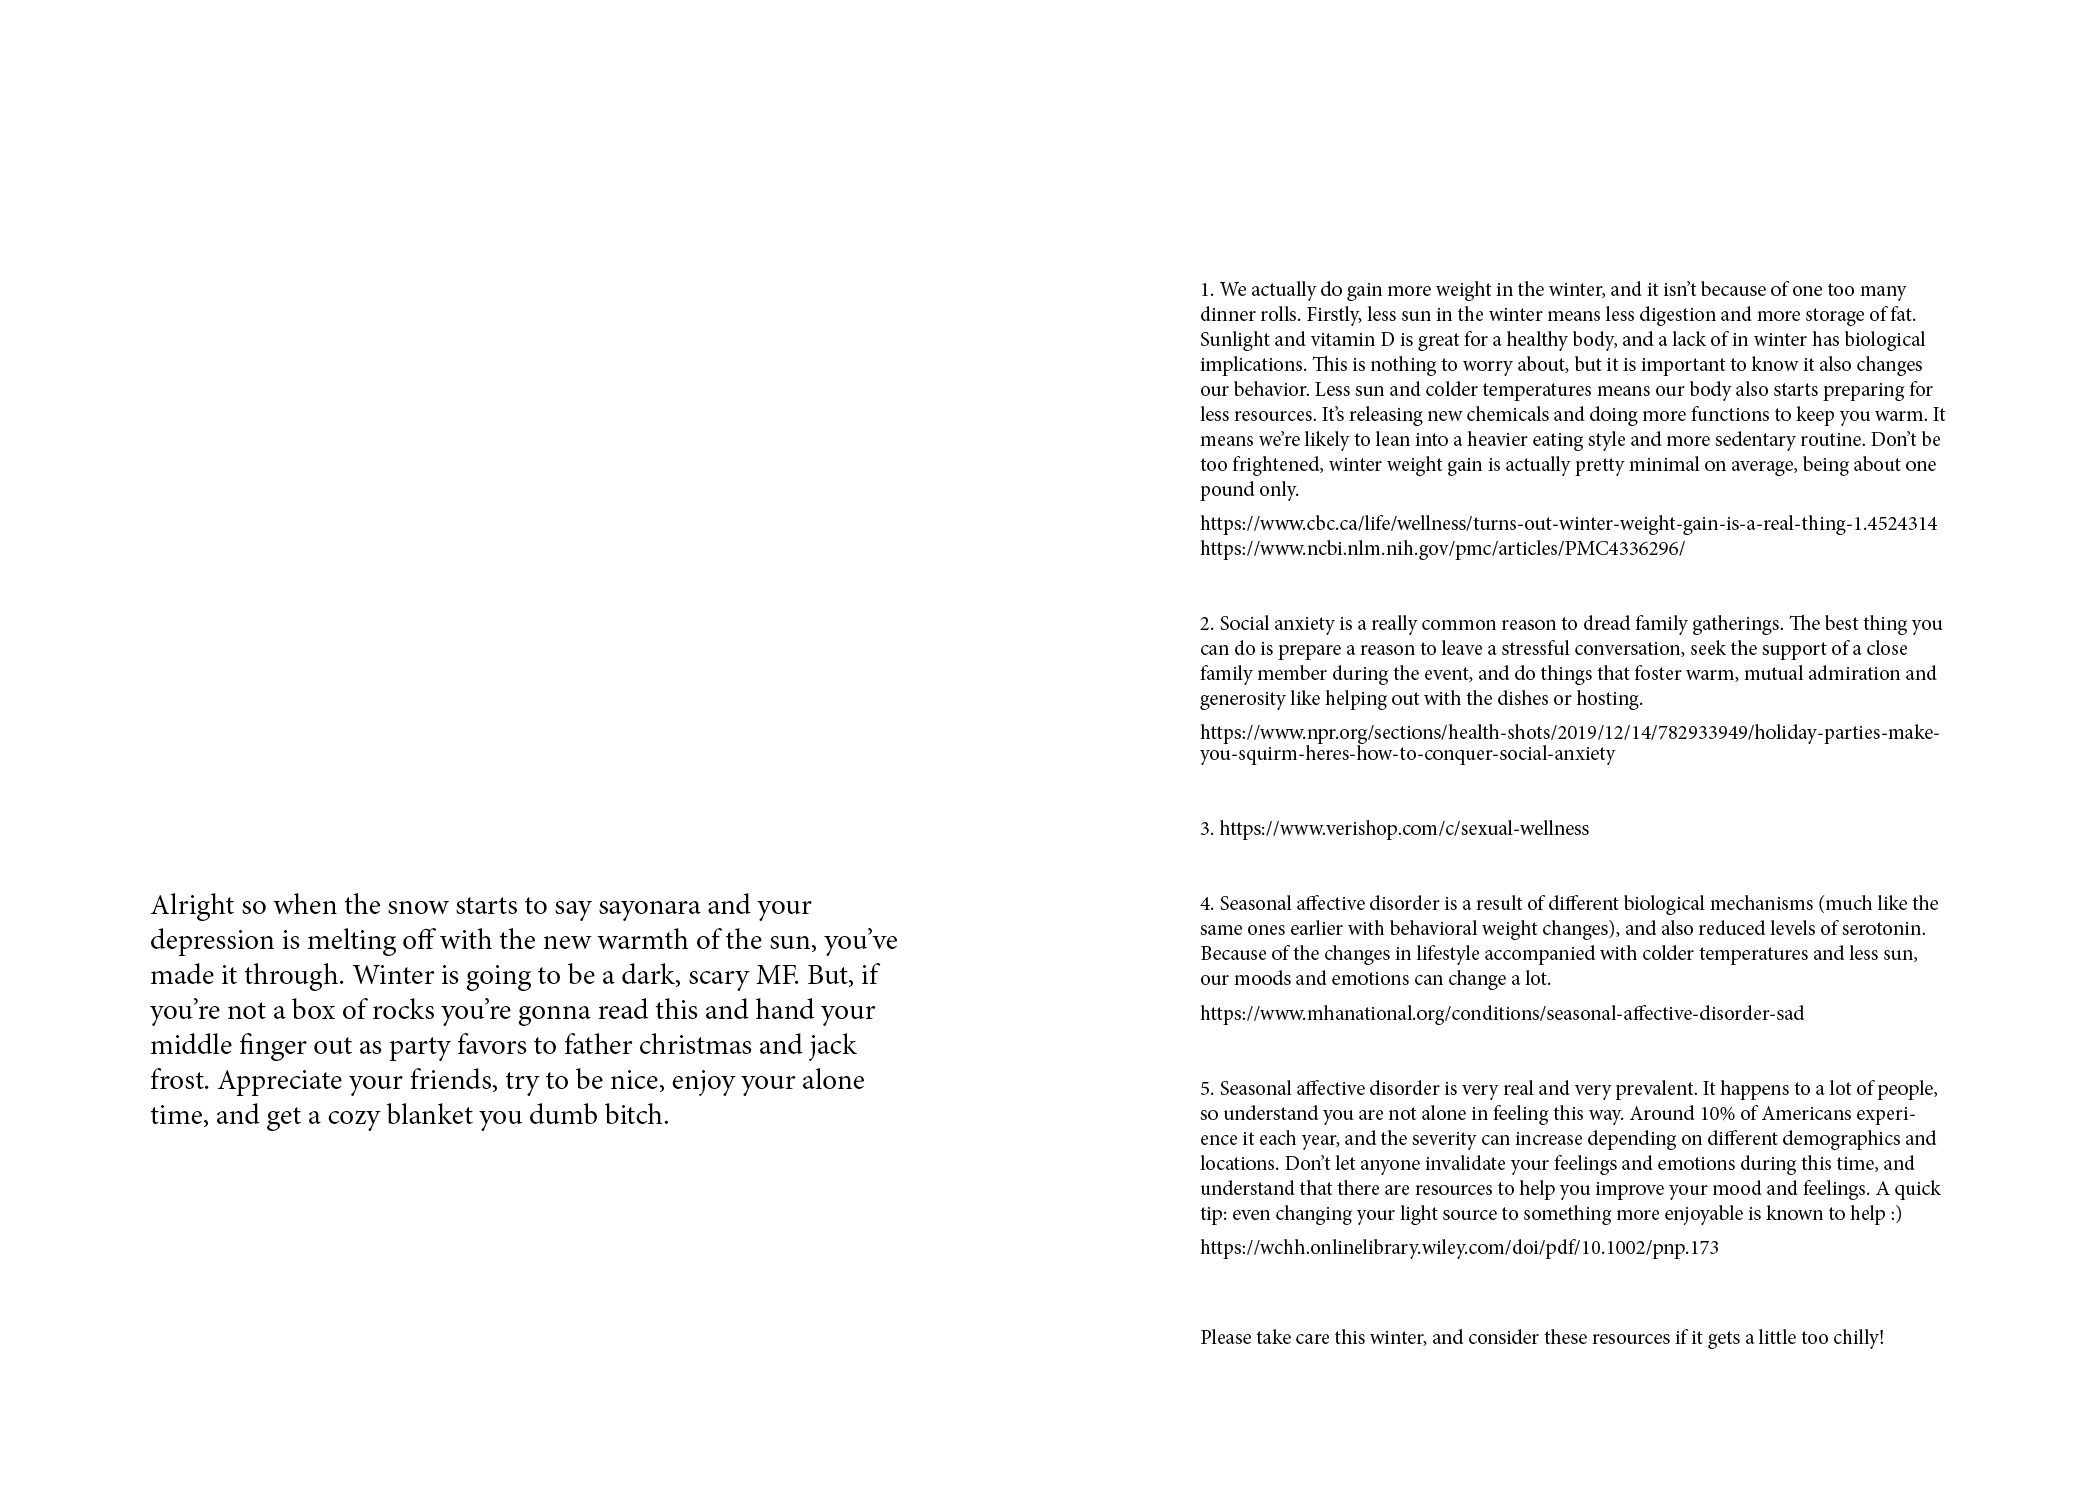 Alright so when the snow starts to say sayonara and your
depression is melting off with the new warmth of the sun, you’ve
made it through. Winter is going to be a dark, scary MF. But, if
you’re not a box of rocks you’re gonna read this and hand your
middle finger out as party favors to father christmas and jack
frost. Appreciate your friends, try to be nice, enjoy your alone
time, and get a cozy blanket you dumb bitch.
1. We actually do gain more weight in the winter, and it isn’t because of one too many
dinner rolls. Firstly, less sun in the winter means less digestion and more storage of fat.
Sunlight and vitamin D is great for a healthy body, and a lack of in winter has biological
implications. This is nothing to worry about, but it is important to know it also changes
our behavior. Less sun and colder temperatures means our body also starts preparing for
less resources. It’s releasing new chemicals and doing more functions to keep you warm. It
means we’re likely to lean into a heavier eating style and more sedentary routine. Don’t be
too frightened, winter weight gain is actually pretty minimal on average, being about one
pound only.
https://www.cbc.ca/life/wellness/turns-out-winter-weight-gain-is-a-real-thing-1.4524314
https://www.ncbi.nlm.nih.gov/pmc/articles/PMC4336296/
2. Social anxiety is a really common reason to dread family gatherings. The best thing you
can do is prepare a reason to leave a stressful conversation, seek the support of a close
family member during the event, and do things that foster warm, mutual admiration and
generosity like helping out with the dishes or hosting.
https://www.npr.org/sections/health-shots/2019/12/14/782933949/holiday-parties-make-
you-squirm-heres-how-to-conquer-social-anxiety
3. https://www.verishop.com/c/sexual-wellness
4. Seasonal affective disorder is a result of different biological mechanisms (much like the
same ones earlier with behavioral weight changes), and also reduced levels of serotonin.
Because of the changes in lifestyle accompanied with colder temperatures and less sun,
our moods and emotions can change a lot.
https://www.mhanational.org/conditions/seasonal-affective-disorder-sad
5. Seasonal affective disorder is very real and very prevalent. It happens to a lot of people,
so understand you are not alone in feeling this way. Around 10% of Americans experi-
ence it each year, and the severity can increase depending on different demographics and
locations. Don’t let anyone invalidate your feelings and emotions during this time, and
understand that there are resources to help you improve your mood and feelings. A quick
tip: even changing your light source to something more enjoyable is known to help :)
https://wchh.onlinelibrary.wiley.com/doi/pdf/10.1002/pnp.173
Please take care this winter, and consider these resources if it gets a little too chilly!